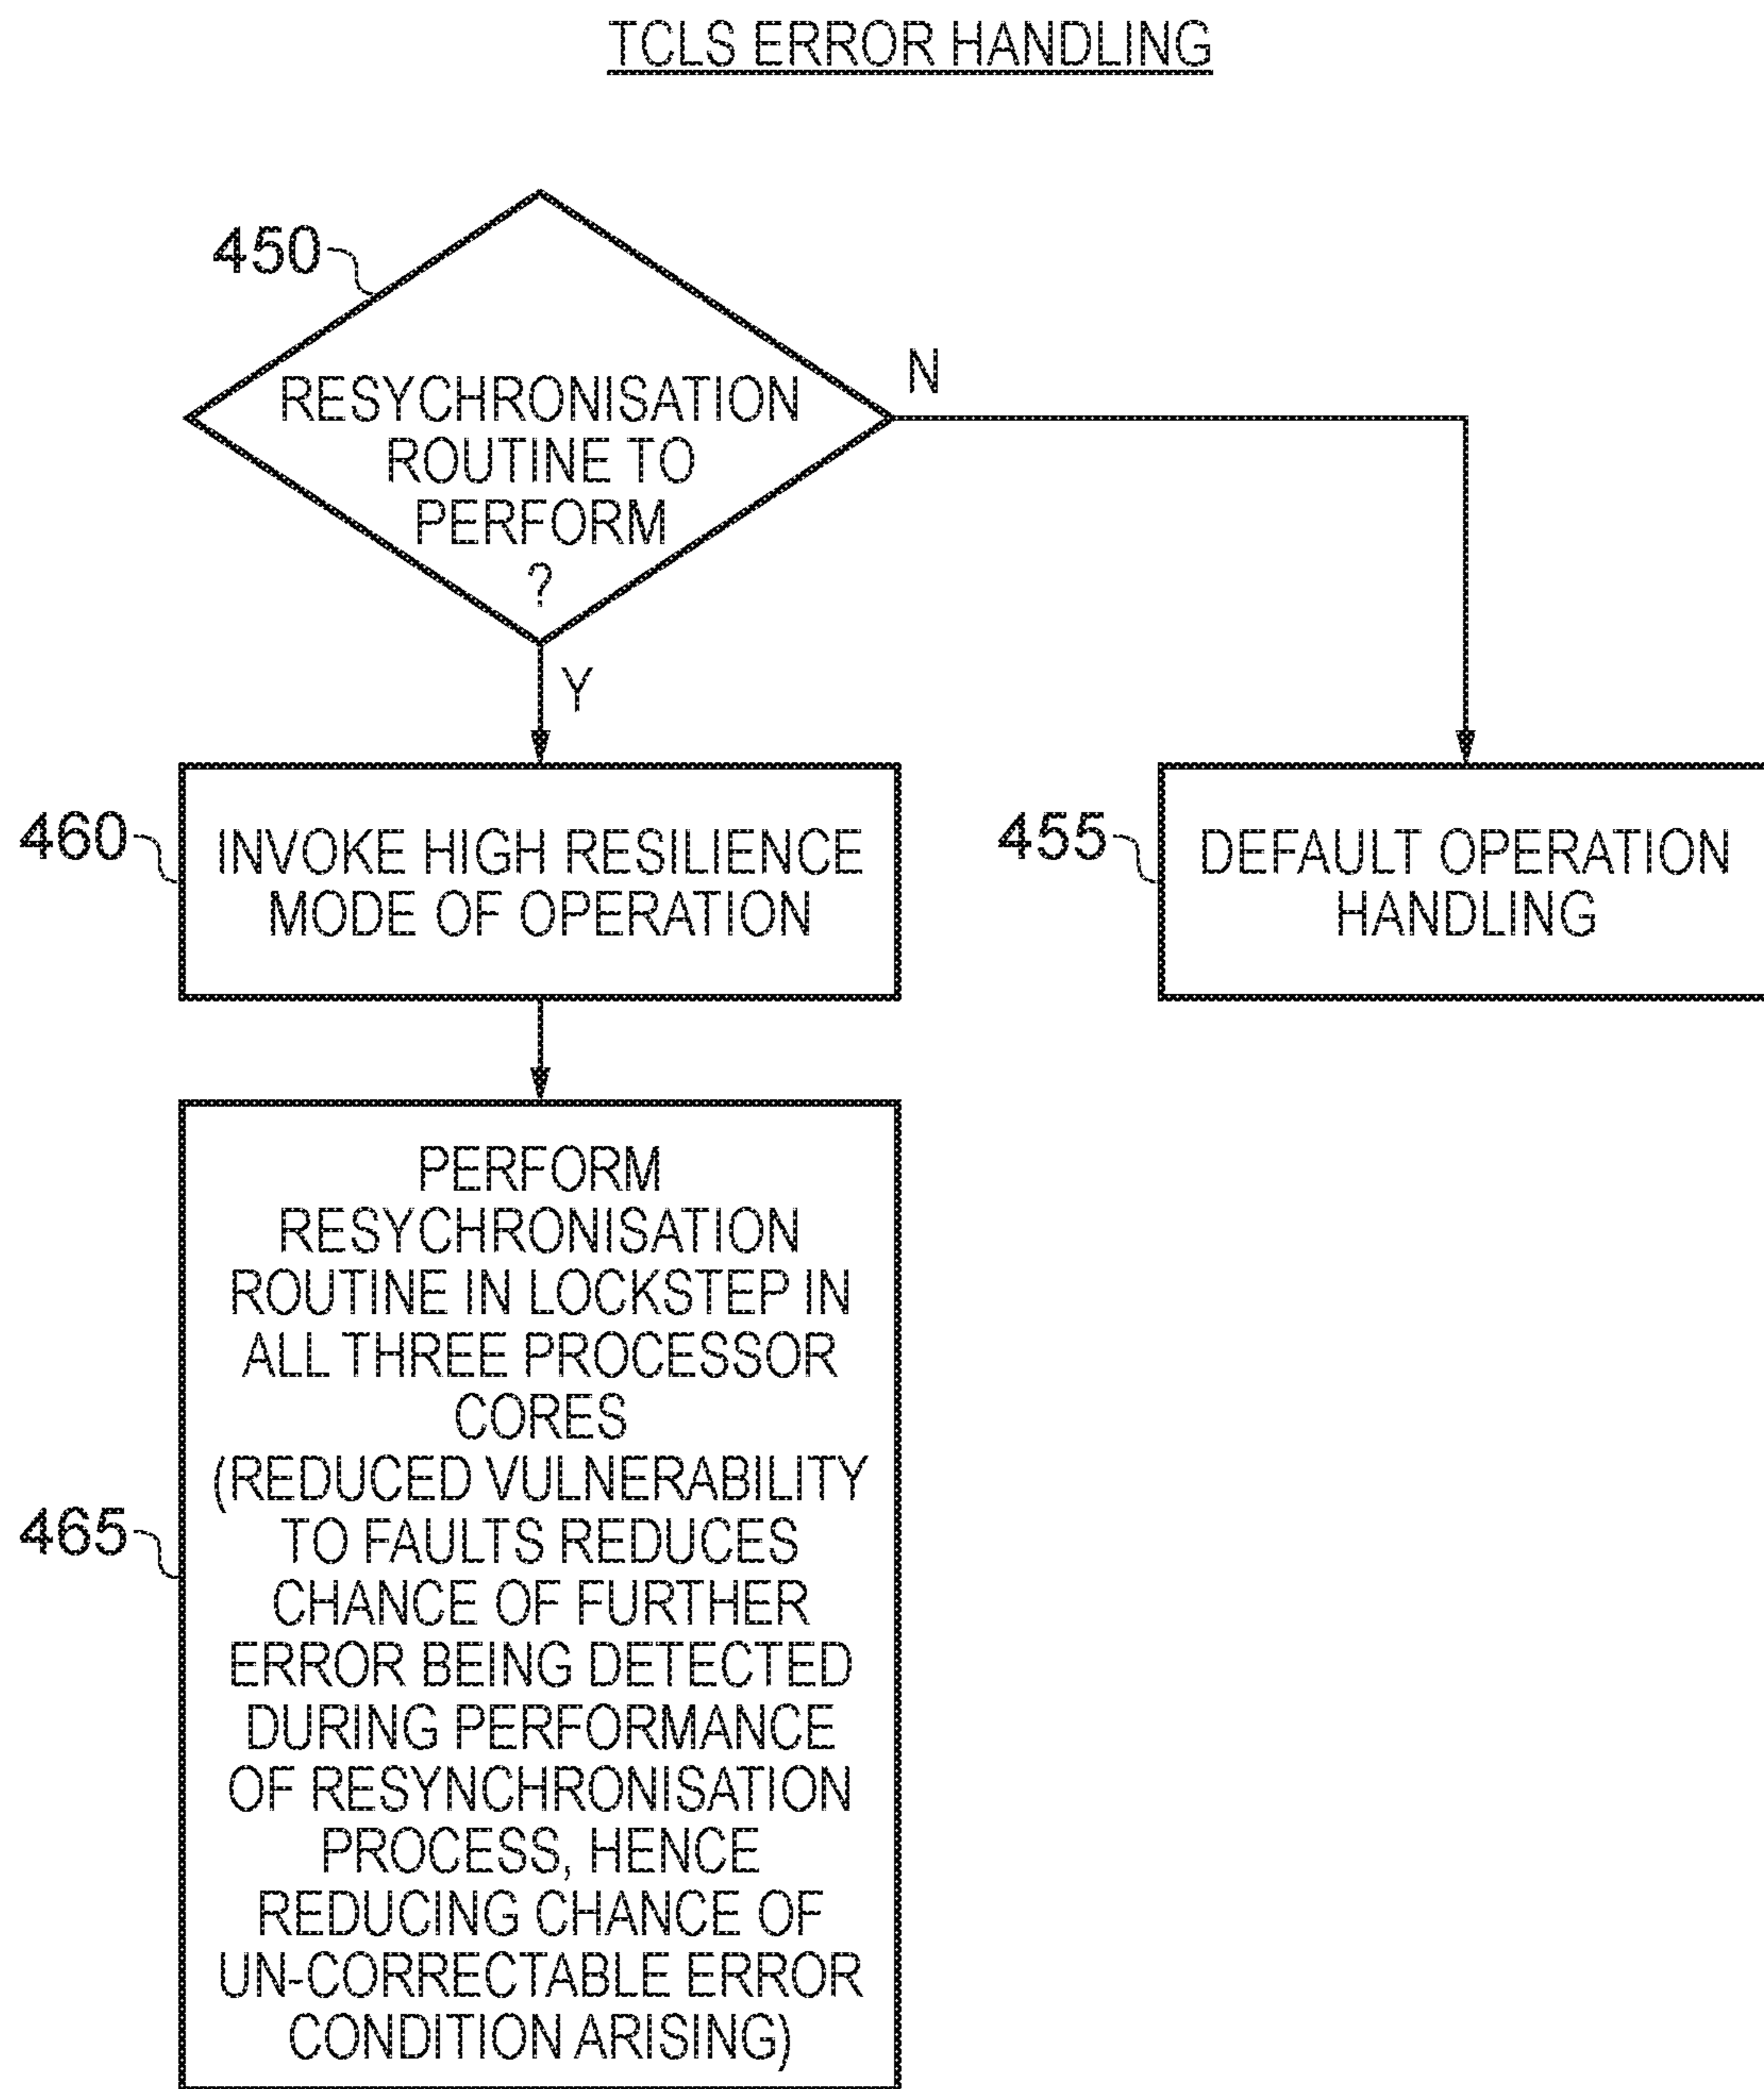 TCLS ERROR HANDLING
450
RESYCHRONISATION
ROUTINE TO
PERFORM
?
N
Y
460
INVOKE HIGH RESILIENCE
MODE OF OPERATION
455
DEFAULT OPERATION
HANDLING
465
PERFORM
RESYCHRONISATION
ROUTINE IN LOCKSTEP IN
ALL THREE PROCESSOR
CORES
(REDUCED VULNERABILITY
TO FAULTS REDUCES
CHANCE OF FURTHER
ERROR BEING DETECTED
DURING PERFORMANCE
OF RESYNCHRONISATION
PROCESS, HENCE
REDUCING CHANCE OF
UN-CORRECTABLE ERROR
CONDITION ARISING)